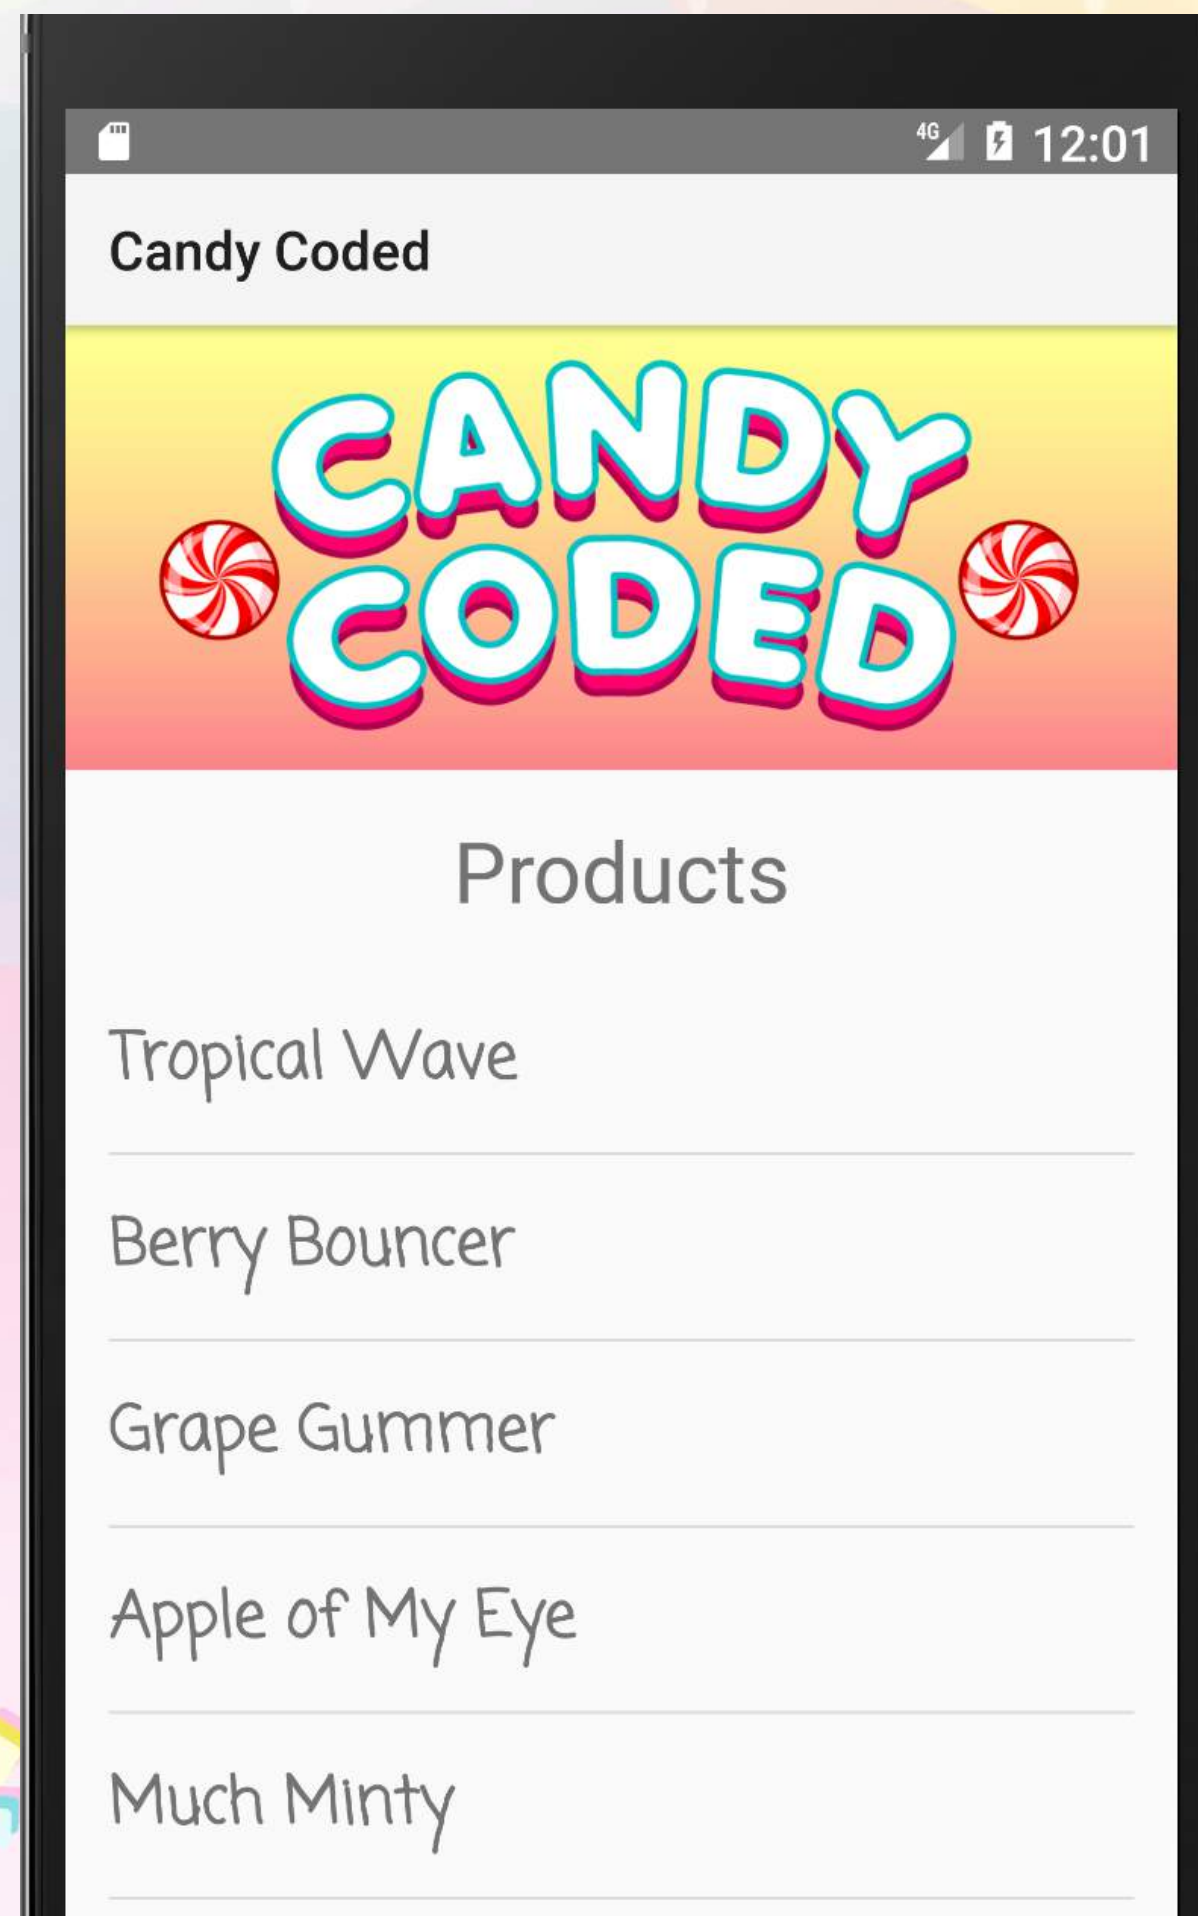 4G 12:01
Candy Coded
CANDY
CODED
Products
Tropical Wave
Berry Bouncer
Grape Gummer
Apple of My Eye
Much Minty